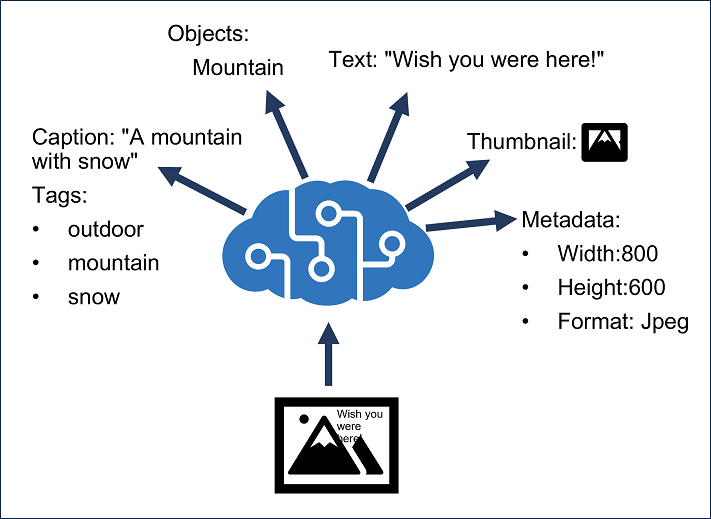 Objects:
Mountain
Text: "Wish you were here!"
Caption: "A mountain
with snow"
Tags:
• outdoor
• mountain
• snow
Thumbnail:
Metadata:
• Width:800
• Height:600
• Format: Jpeg
Wish you
were
here!